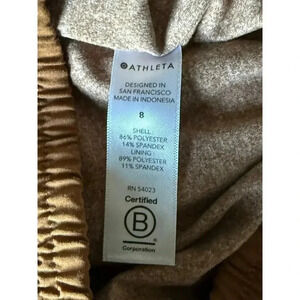 ATHLETA
DESIGNED IN
SAN FRANCISCO
MADE IN INDONESIA
8
SHELL:
86% POLYESTER
14% SPANDEX
LINING:
89% POLYESTER
11% SPANDEX
RN 54023
Certified
B
Corporation